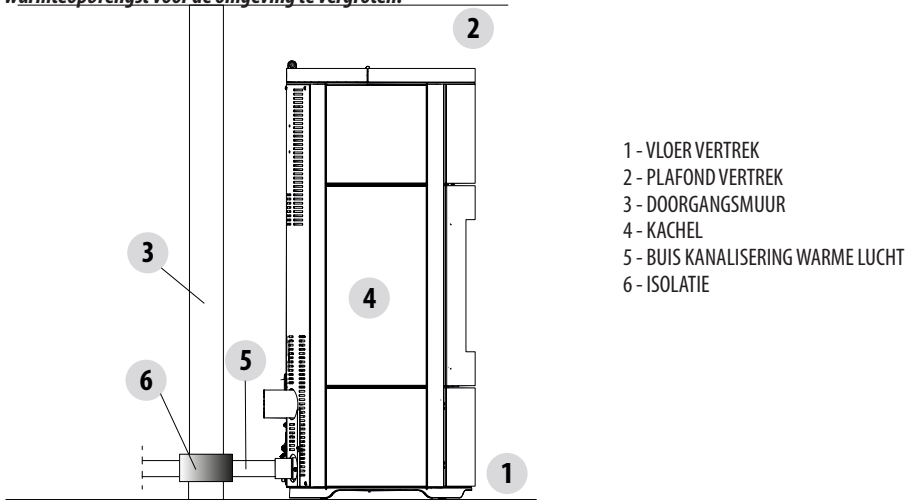 warmteopbrengst voor de omgeving te vergroten.
2
1 - VLOER VERTREK
2 - PLAFOND VERTREK
3 - DOORGANGSMUUR
4 - KACHEL
5 - BUIS KANALISERING WARME LUCHT
6 - ISOLATIE
3
4
5
6
1